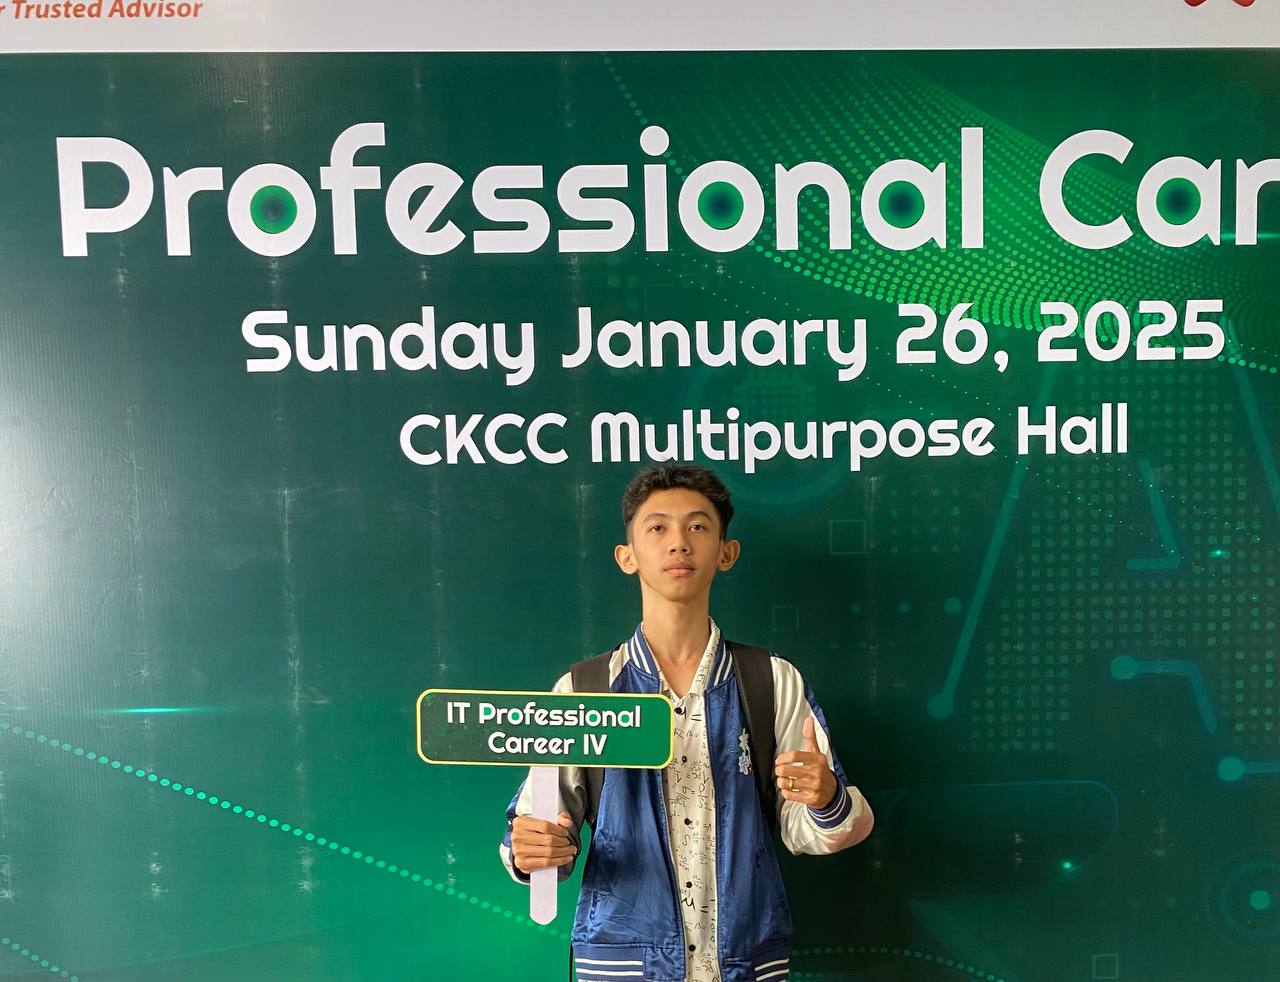 r Trusted Advisor
Professional Car
Sunday January 26, 2025
CKCC Multipurpose Hall
IT Professional
Career IV